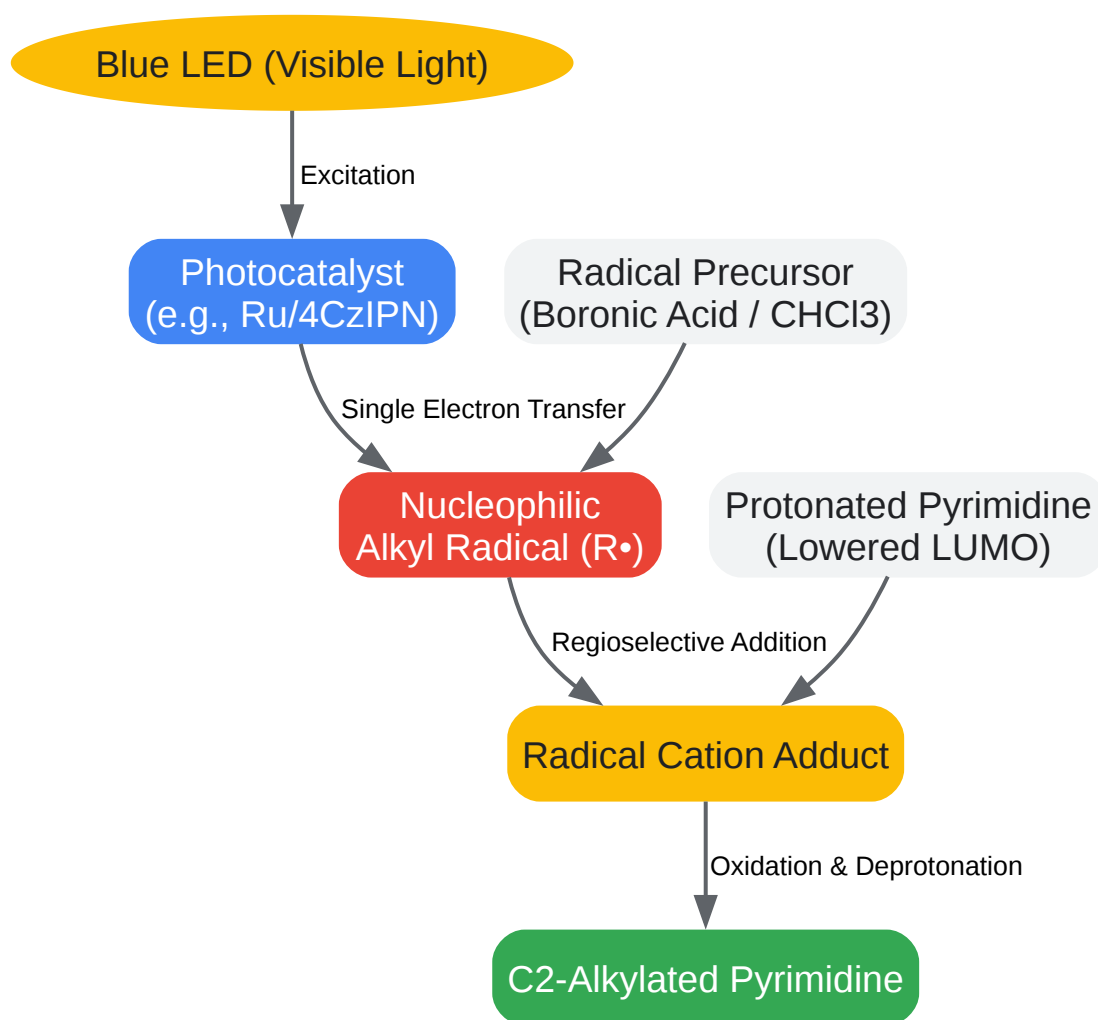 Blue LED (Visible Light)
Excitation
Photocatalyst
(e.g., Ru/4CzIPN)
Radical Precursor
(Boronic Acid / CHCl3)
Single Electron Transfer
Nucleophilic
Alkyl Radical (R•)
Protonated Pyrimidine
(Lowered LUMO)
Regioselective Addition
Radical Cation Adduct
Oxidation & Deprotonation
C2-Alkylated Pyrimidine